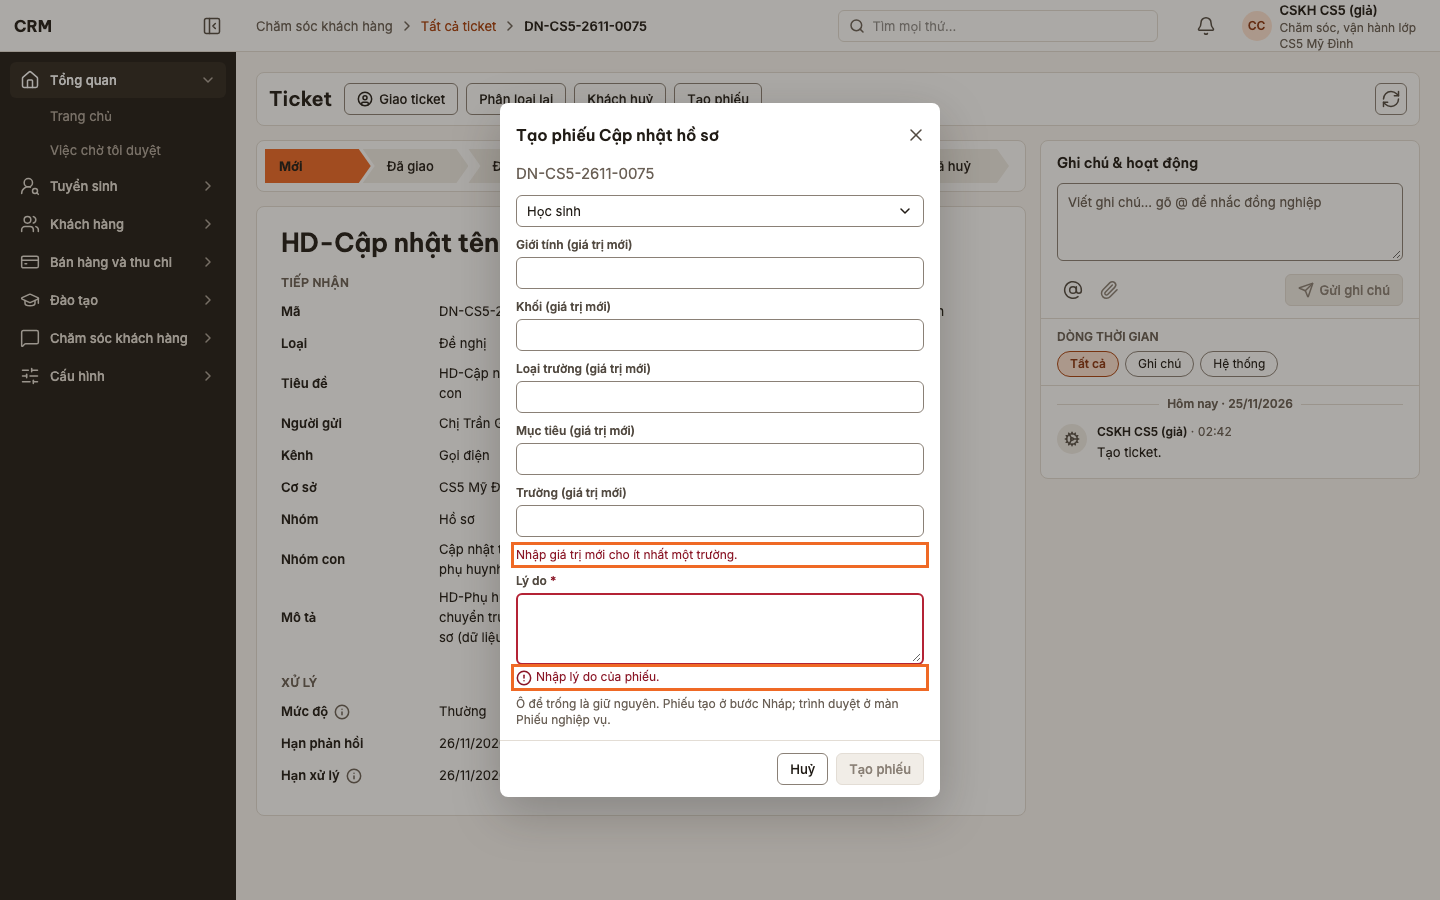 CRM
Chăm sóc khách hàng > Tất cả ticket > DN-CS5-2611-0075
Tìm mọi thứ...
CC
CSKH CS5 (giả)
Chăm sóc, vận hành lớp
CS5 Mỹ Đình
Tổng quan
Trang chủ
Việc chờ tôi duyệt
Tuyển sinh
Khách hàng
Bán hàng và thu chi
Đào tạo
Chăm sóc khách hàng
Cấu hình
Ticket
Giao ticket
Phân loại lại
Khách huỷ
Tạo phiếu
Mới
Đã giao
HD-Cập nhật tên
TIẾP NHẬN
Mã
DN-CS5-2
Loại
Đề nghị
Tiêu đề
HD-Cập n
con
Người gửi
Chị Trần G
Kênh
Gọi điện
Cơ sở
CS5 Mỹ Đ
Nhóm
Hồ sơ
Nhóm con
Cập nhật t
phụ huynh
Mô tả
HD-Phụ h
chuyển tr
sơ (dữ liệu
XỬ LÝ
Mức độ
Thường
Hạn phản hồi
26/11/202
Hạn xử lý
26/11/202
Tạo phiếu Cập nhật hồ sơ
DN-CS5-2611-0075
Học sinh
Giới tính (giá trị mới)
Khối (giá trị mới)
Loại trường (giá trị mới)
Mục tiêu (giá trị mới)
Trường (giá trị mới)
Nhập giá trị mới cho ít nhất một trường.
Lý do *
Nhập lý do của phiếu.
Ô để trống là giữ nguyên. Phiếu tạo ở bước Nháp; trình duyệt ở màn
Phiếu nghiệp vụ.
Huỷ
Tạo phiếu
huỷ
Ghi chú & hoạt động
Viết ghi chú... gõ @ để nhắc đồng nghiệp
Gửi ghi chú
DÒNG THỜI GIAN
Tất cả
Ghi chú
Hệ thống
Hôm nay · 25/11/2026
CSKH CS5 (giả) · 02:42
Tạo ticket.